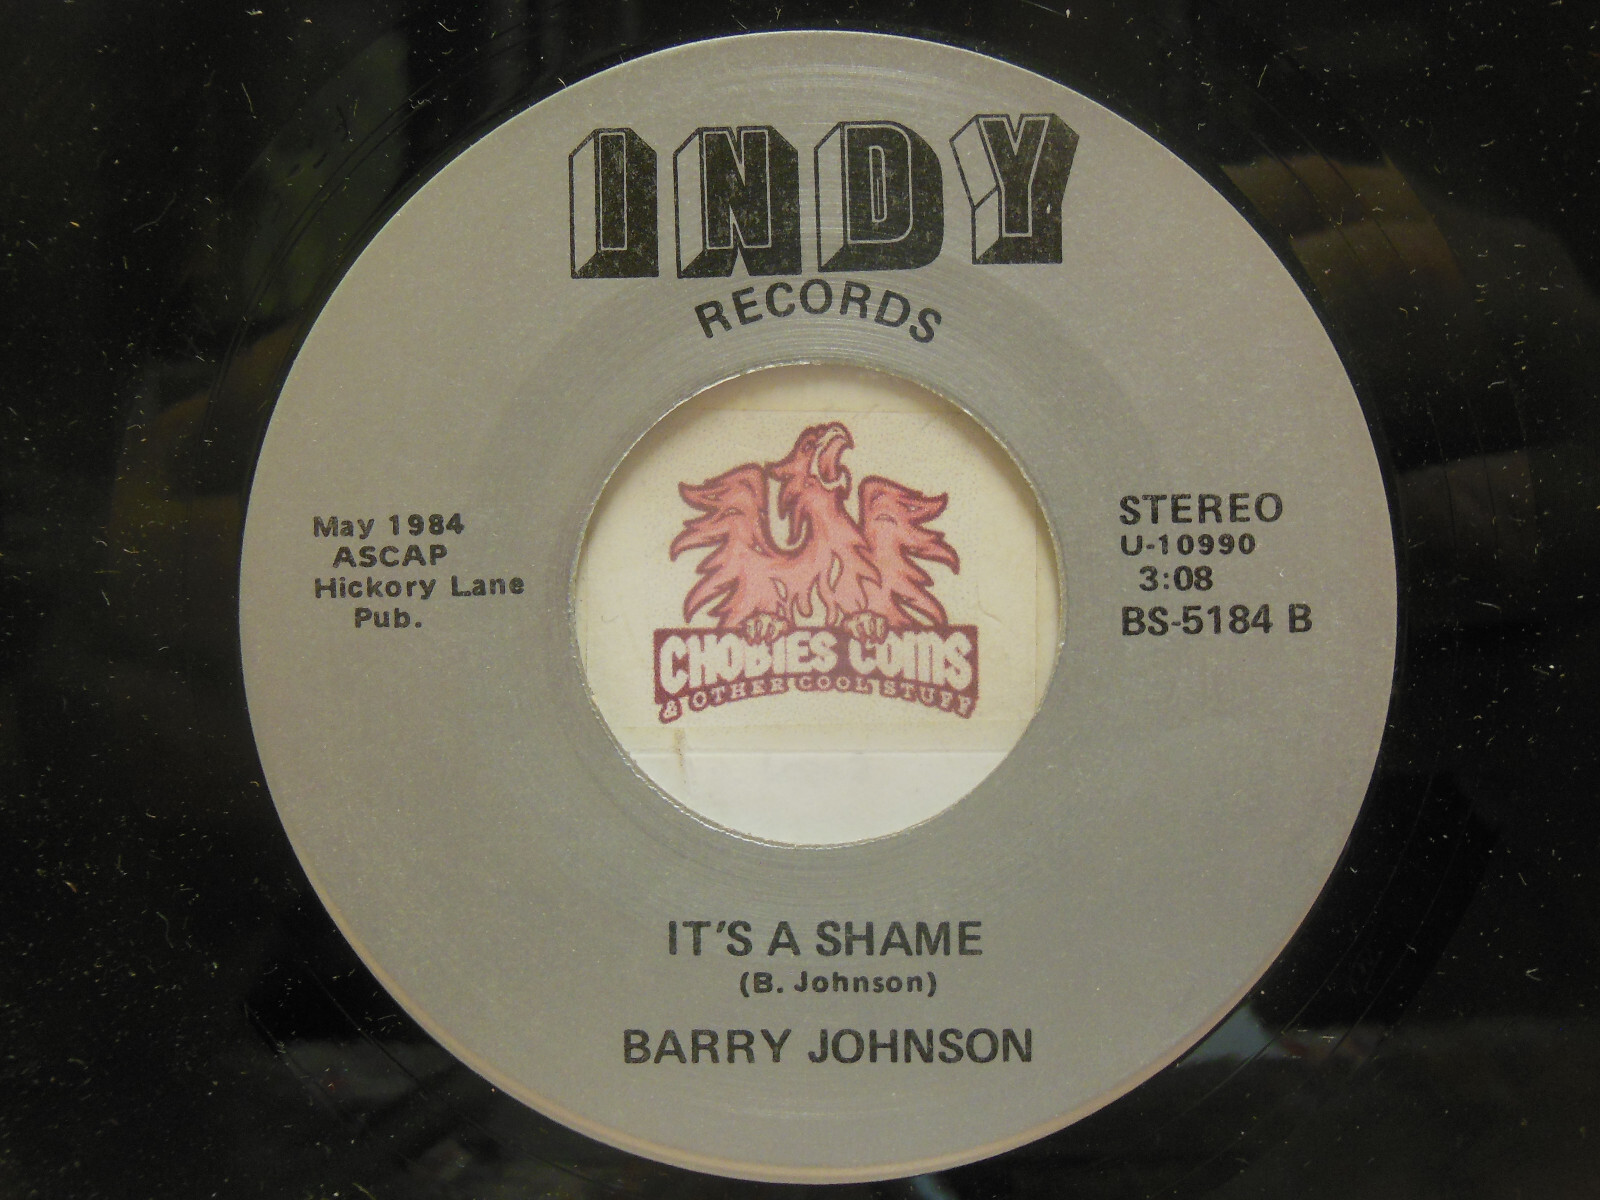 INDY
RECORDS
May 1984
ASCAP
Hickory Lane
Pub.
STEREO
U-10990
3:08
BS-5184 B
CHOBIES COINS
& OTHER COOL STUFF
IT'S A SHAME
(B. Johnson)
BARRY JOHNSON